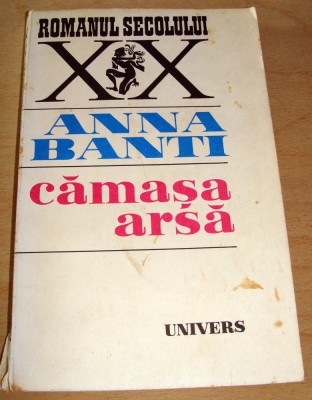 ROMANUL SECOLULUI
XX
ANNA
BANTI
cămașa
arsă
UNIVERS